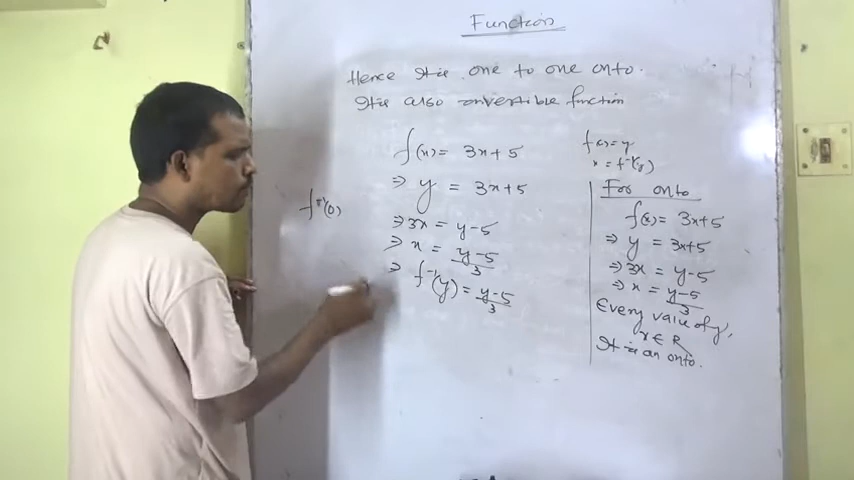 Function
Hence It is one to one onto.
It is also invertible function
f(x) = 3x+5
⇒ y = 3x+5
⇒ 3x = y-5
⇒ x = y-5/3
⇒ f⁻¹(y) = y-5/3
f⁻¹(0)
f(x) = y
x = f⁻¹(y)
For onto
f(x) = 3x+5
⇒ y = 3x+5
⇒ 3x = y-5
⇒ x = y-5/3
Every value of y,
x ∈ R
It is an onto.